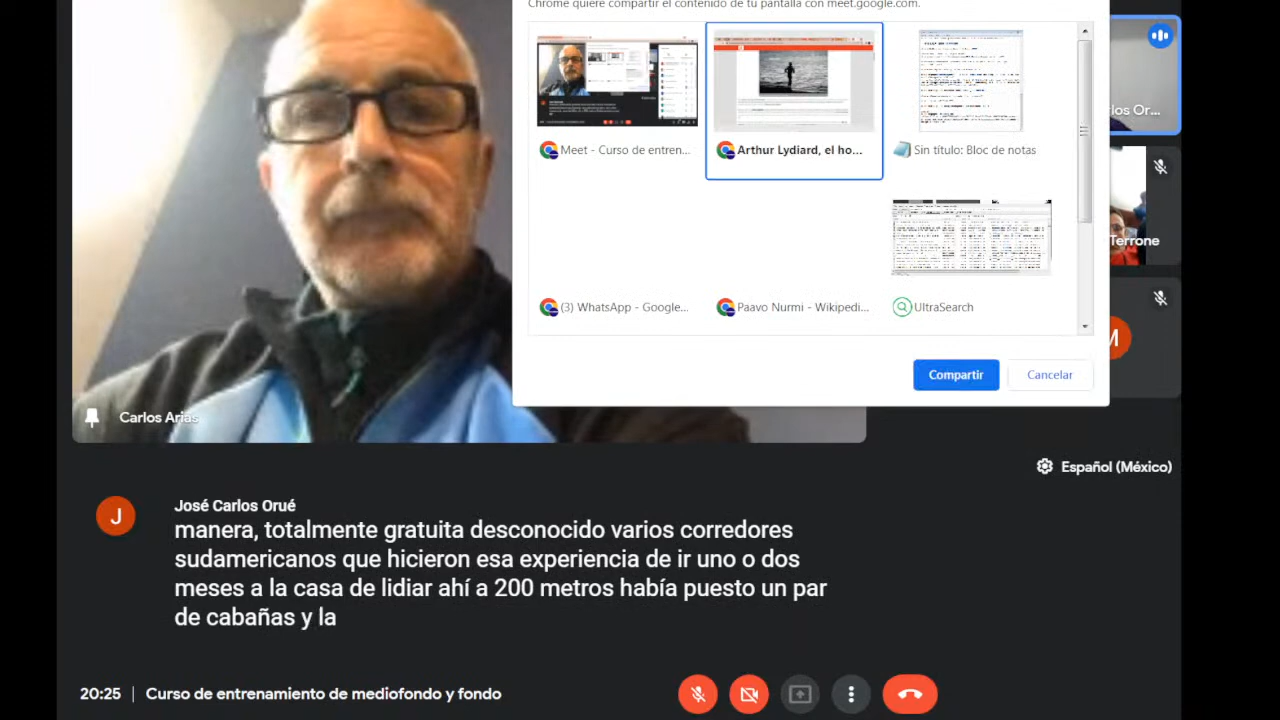 Chrome quiere compartir el contenido de tu pantalla con meet.google.com.
Meet - Curso de entren...
Arthur Lydiard, el ho...
Sin título: Bloc de notas
(3) WhatsApp - Google...
Paavo Nurmi - Wikipedi...
UltraSearch
Compartir
Cancelar
los Or...
Terrone
M
Carlos Arias
Español (México)
J
José Carlos Orué
manera, totalmente gratuita desconocido varios corredores
sudamericanos que hicieron esa experiencia de ir uno o dos
meses a la casa de lidiar ahí a 200 metros había puesto un par
de cabañas y la
20:25 | Curso de entrenamiento de mediofondo y fondo